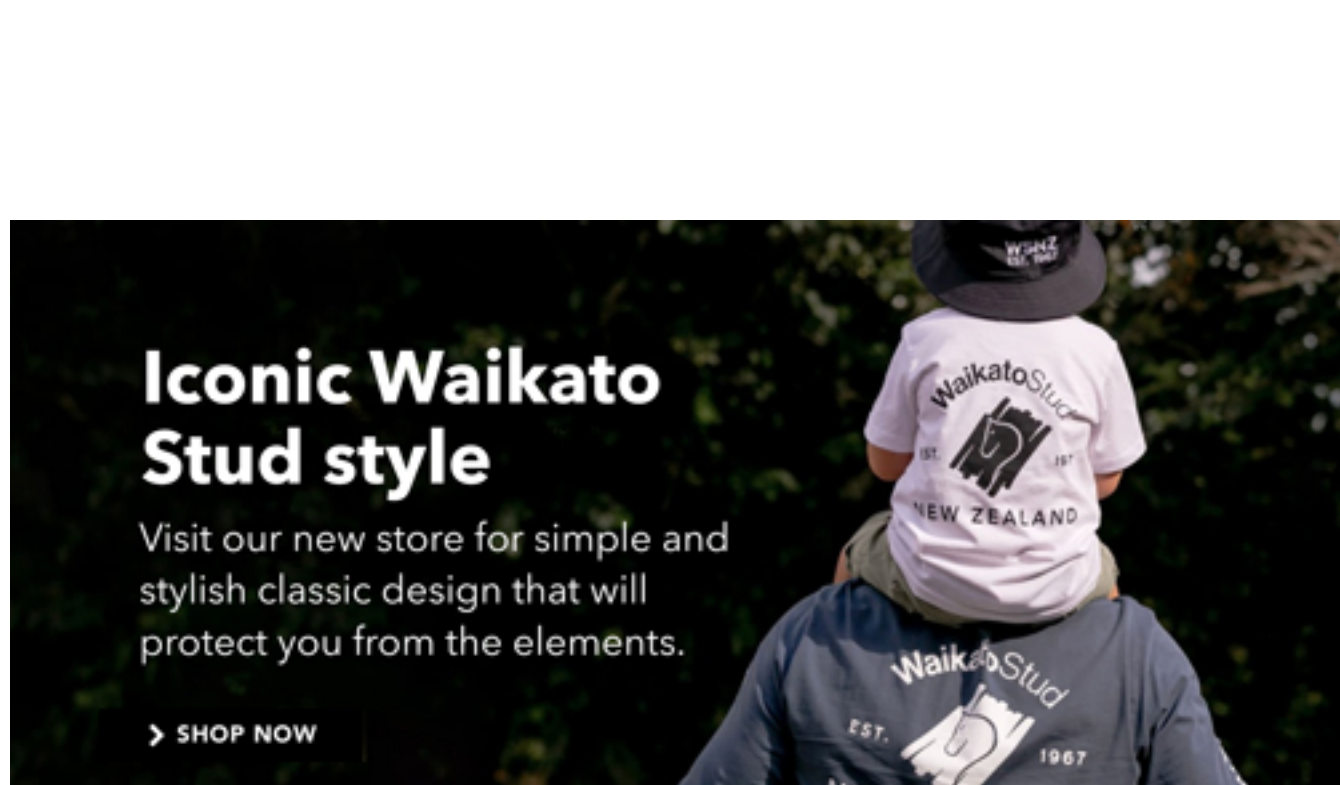 Iconic Waikato
Stud style
Visit our new store for simple and
stylish classic design that will
protect you from the elements.
SHOP NOW
WSNZ
EST. 1967
WaikatoStud
EST.
NEW ZEALAND
WaikatoStud
EST.
1967